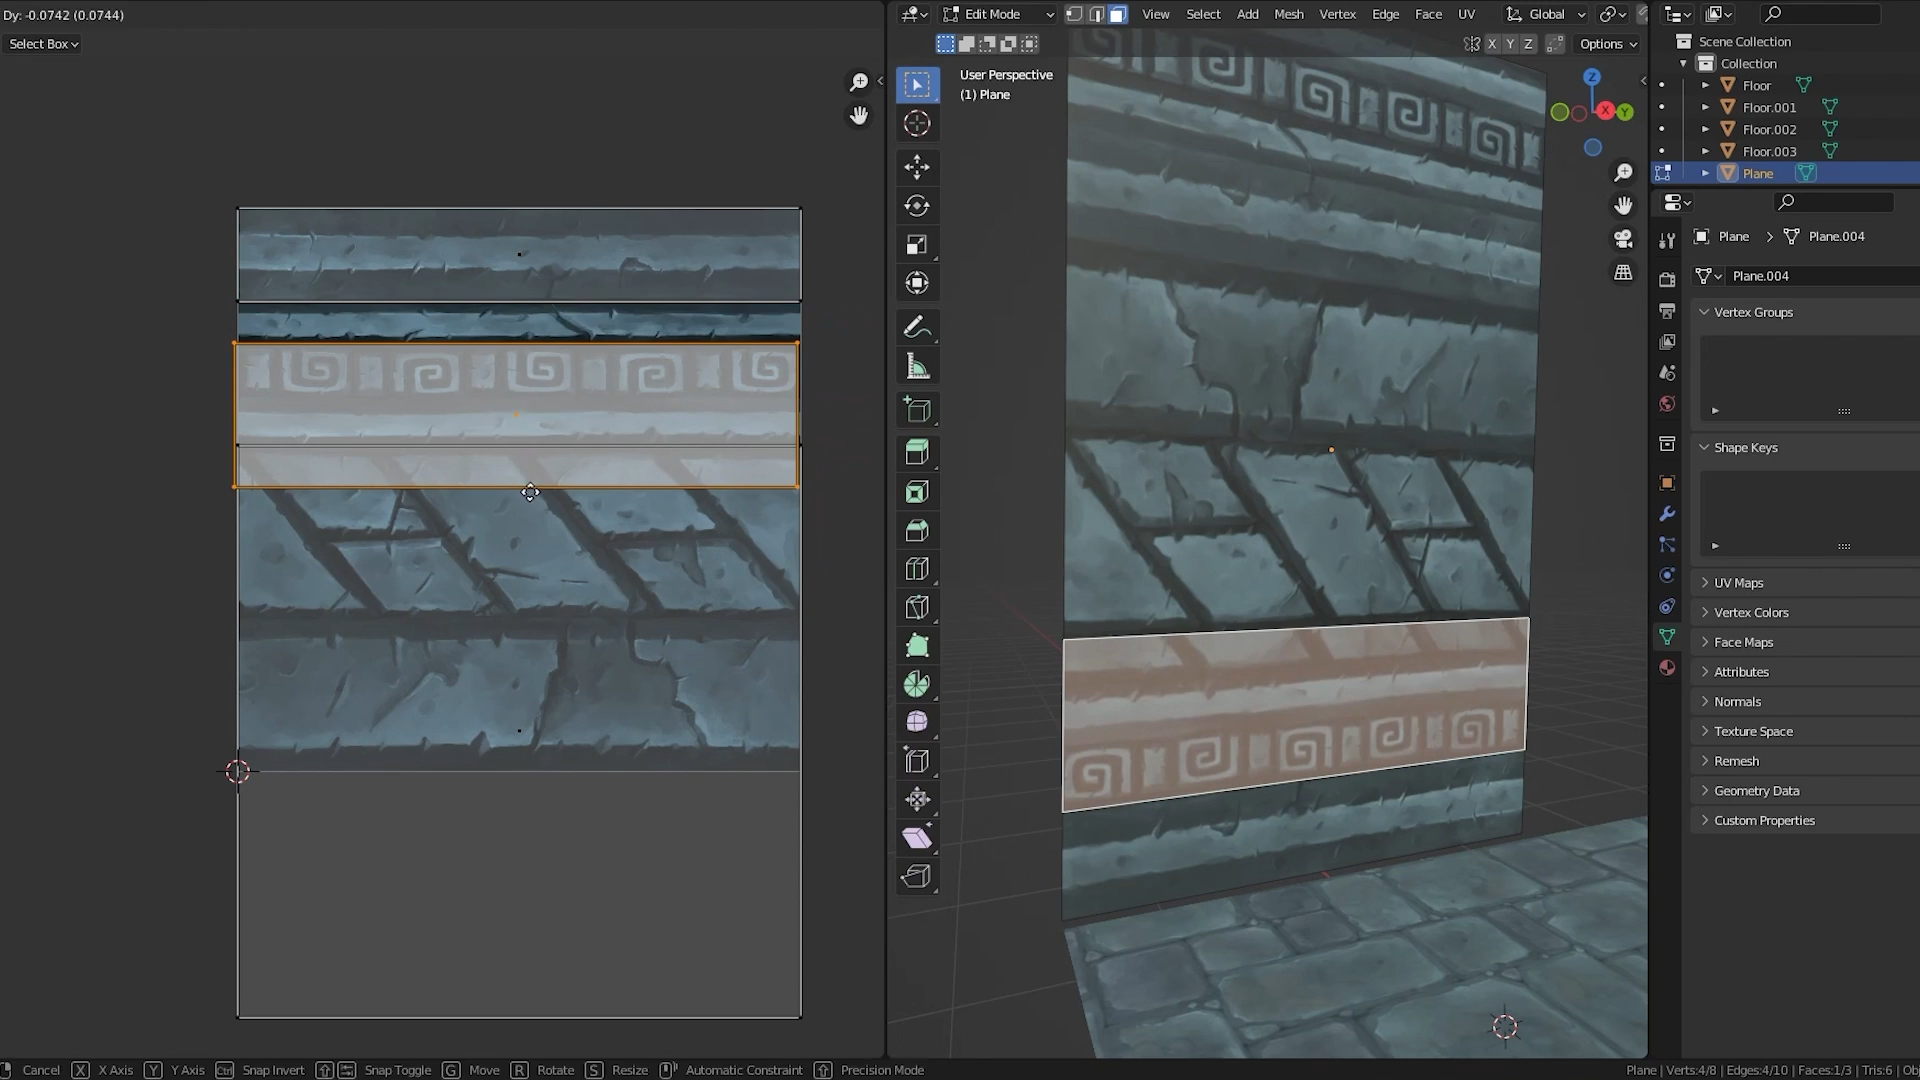 Dy: -0.0742 (0.0744)
Select Box
Edit Mode
View Select Add Mesh Vertex Edge Face UV
Global
X Y Z
Options
User Perspective
(1) Plane
Z
X
Y
Scene Collection
Collection
Floor
Floor.001
Floor.002
Floor.003
Plane
Plane > Plane.004
Plane.004
Vertex Groups
Shape Keys
UV Maps
Vertex Colors
Face Maps
Attributes
Normals
Texture Space
Remesh
Geometry Data
Custom Properties
Cancel X X Axis Y Y Axis Ctrl Snap Invert Snap Toggle G Move R Rotate S Resize Automatic Constraint Precision Mode
Plane | Verts:4/8 | Edges:4/10 | Faces:1/3 | Tris:6 | Ob